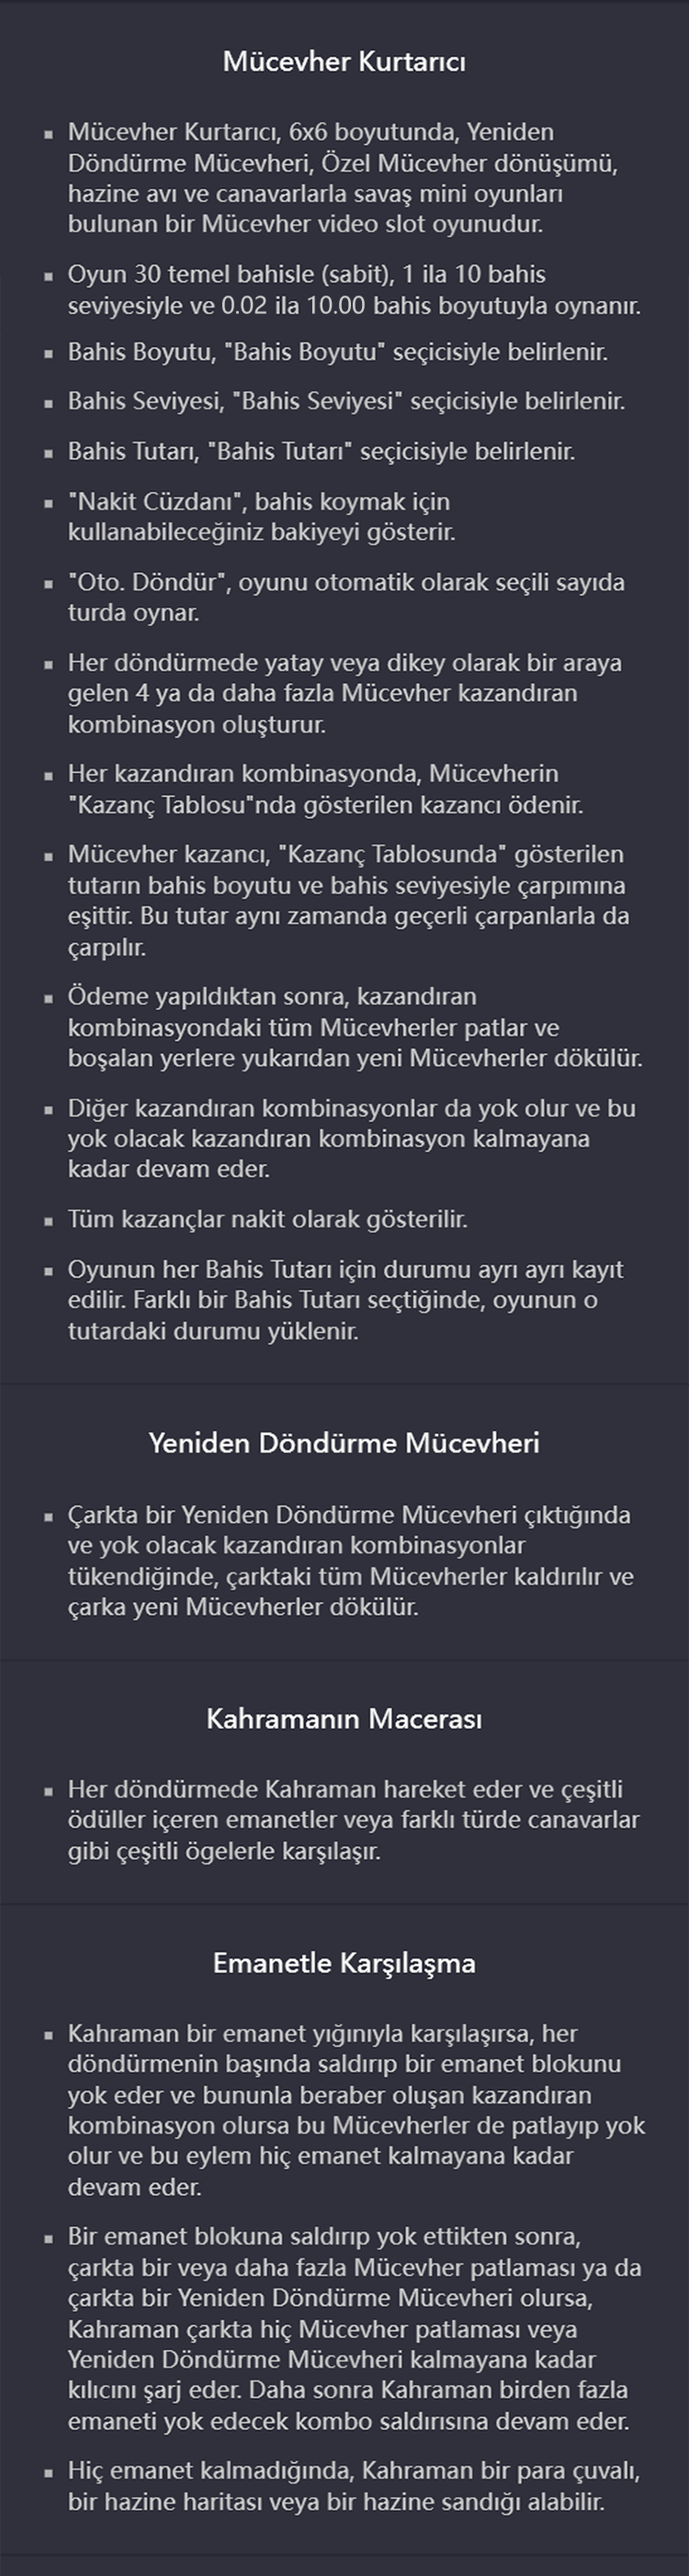 Mücevher Kurtarıcı
▪ Mücevher Kurtarıcı, 6x6 boyutunda, Yeniden
Döndürme Mücevheri, Özel Mücevher dönüşümü,
hazine avı ve canavarlarla savaş mini oyunları
bulunan bir Mücevher video slot oyunudur.
▪ Oyun 30 temel bahisle (sabit), 1 ila 10 bahis
seviyesiyle ve 0.02 ila 10.00 bahis boyutuyla oynanır.
▪ Bahis Boyutu, "Bahis Boyutu" seçicisiyle belirlenir.
▪ Bahis Seviyesi, "Bahis Seviyesi" seçicisiyle belirlenir.
▪ Bahis Tutarı, "Bahis Tutarı" seçicisiyle belirlenir.
▪ "Nakit Cüzdanı", bahis koymak için
kullanabileceğiniz bakiyeyi gösterir.
▪ "Oto. Döndür", oyunu otomatik olarak seçili sayıda
turda oynar.
▪ Her döndürmede yatay veya dikey olarak bir araya
gelen 4 ya da daha fazla Mücevher kazandıran
kombinasyon oluşturur.
▪ Her kazandıran kombinasyonda, Mücevherin
"Kazanç Tablosu"nda gösterilen kazancı ödenir.
▪ Mücevher kazancı, "Kazanç Tablosunda" gösterilen
tutarın bahis boyutu ve bahis seviyesiyle çarpımına
eşittir. Bu tutar aynı zamanda geçerli çarpanlarla da
çarpılır.
▪ Ödeme yapıldıktan sonra, kazandıran
kombinasyondaki tüm Mücevherler patlar ve
boşalan yerlere yukarıdan yeni Mücevherler dökülür.
▪ Diğer kazandıran kombinasyonlar da yok olur ve bu
yok olacak kazandıran kombinasyon kalmayana
kadar devam eder.
▪ Tüm kazançlar nakit olarak gösterilir.
▪ Oyunun her Bahis Tutarı için durumu ayrı ayrı kayıt
edilir. Farklı bir Bahis Tutarı seçtiğinde, oyunun o
tutardaki durumu yüklenir.
Yeniden Döndürme Mücevheri
▪ Çarkta bir Yeniden Döndürme Mücevheri çıktığında
ve yok olacak kazandıran kombinasyonlar
tükendiğinde, çarktaki tüm Mücevherler kaldırılır ve
çarka yeni Mücevherler dökülür.
Kahramanın Macerası
▪ Her döndürmede Kahraman hareket eder ve çeşitli
ödüller içeren emanetler veya farklı türde canavarlar
gibi çeşitli ögelerle karşılaşır.
Emanetle Karşılaşma
▪ Kahraman bir emanet yığınıyla karşılaşırsa, her
döndürmenin başında saldırıp bir emanet blokunu
yok eder ve bununla beraber oluşan kazandıran
kombinasyon olursa bu Mücevherler de patlayıp yok
olur ve bu eylem hiç emanet kalmayana kadar
devam eder.
▪ Bir emanet blokuna saldırıp yok ettikten sonra,
çarkta bir veya daha fazla Mücevher patlaması ya da
çarkta bir Yeniden Döndürme Mücevheri olursa,
Kahraman çarkta hiç Mücevher patlaması veya
Yeniden Döndürme Mücevheri kalmayana kadar
kılıcını şarj eder. Daha sonra Kahraman birden fazla
emaneti yok edecek kombo saldırısına devam eder.
▪ Hiç emanet kalmadığında, Kahraman bir para çuvalı,
bir hazine haritası veya bir hazine sandığı alabilir.